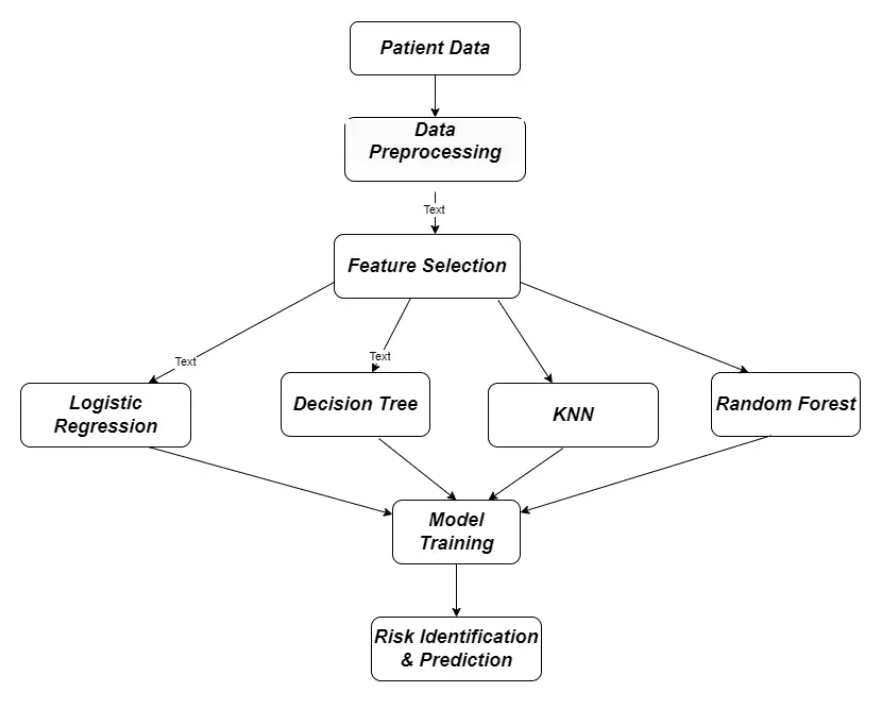 Patient Data
Data
Preprocessing
Text
Feature Selection
Text
Text
Logistic
Regression
Decision Tree
KNN
Random Forest
Model
Training
Risk Identification
& Prediction